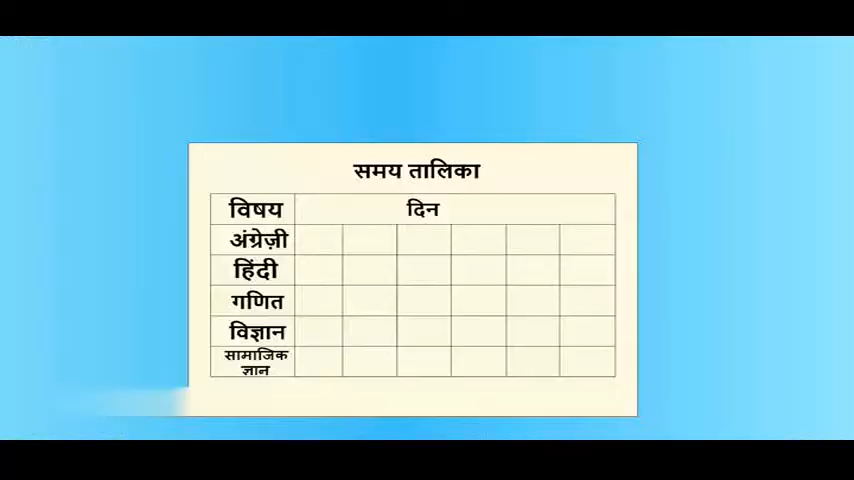 समय तालिका
विषय दिन
अंग्रेज़ी
हिंदी
गणित
विज्ञान
सामाजिक
ज्ञान